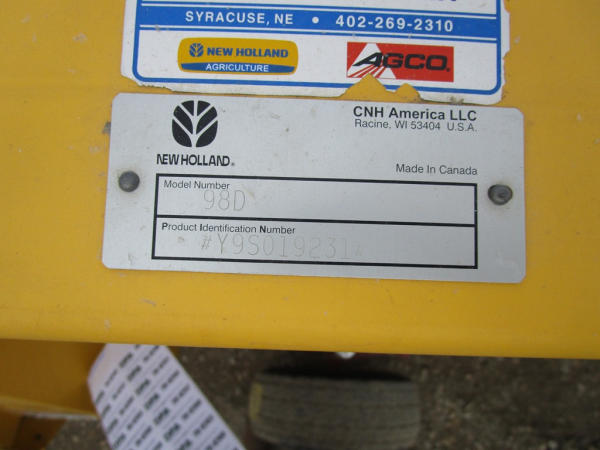 SYRACUSE, NE • 402-269-2310
NEW HOLLAND
AGRICULTURE
AGCO
CNH America LLC
Racine, WI 53404 U.S.A.
NEW HOLLAND®
Made In Canada
Model Number
98D
Product Identification Number
#Y9S019231*